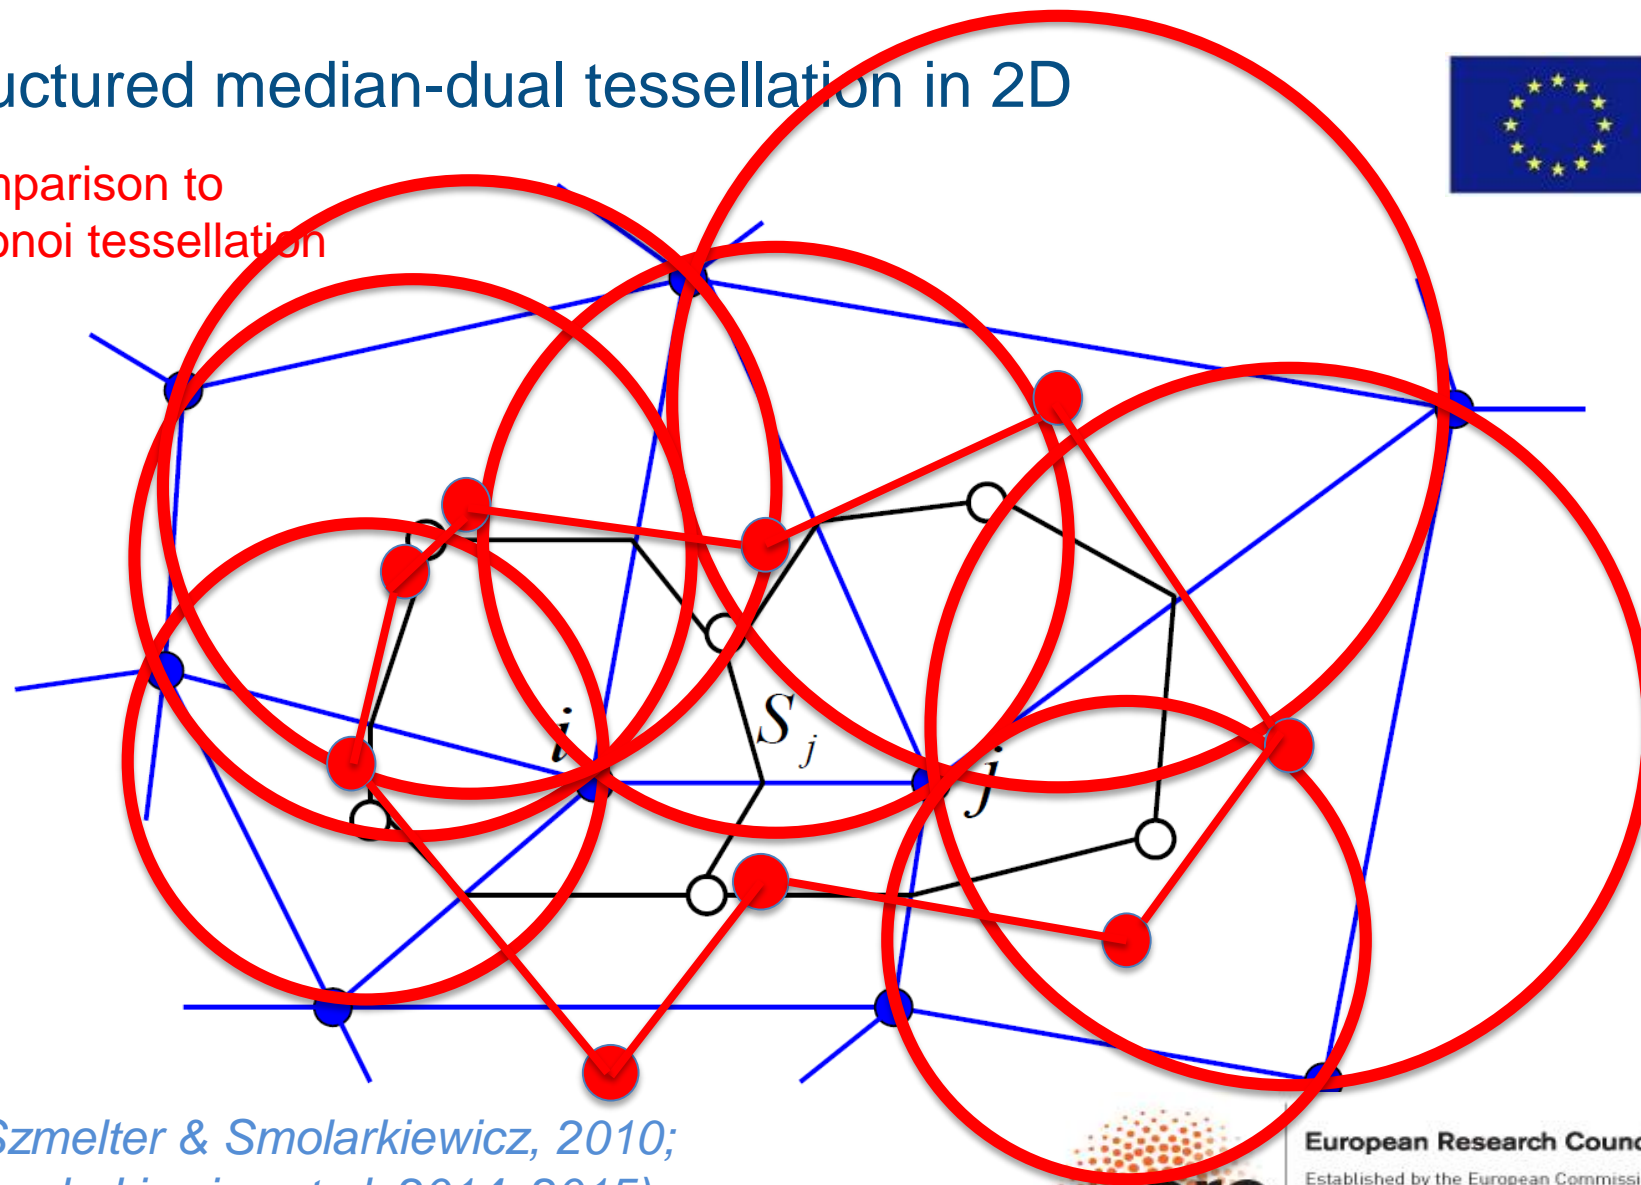 uctured median-dual tessellation in 2D
mparison to
onoi tessellation
i
S j
j
Szmelter & Smolarkiewicz, 2010;
European Research Counc
Established by the European Commissi